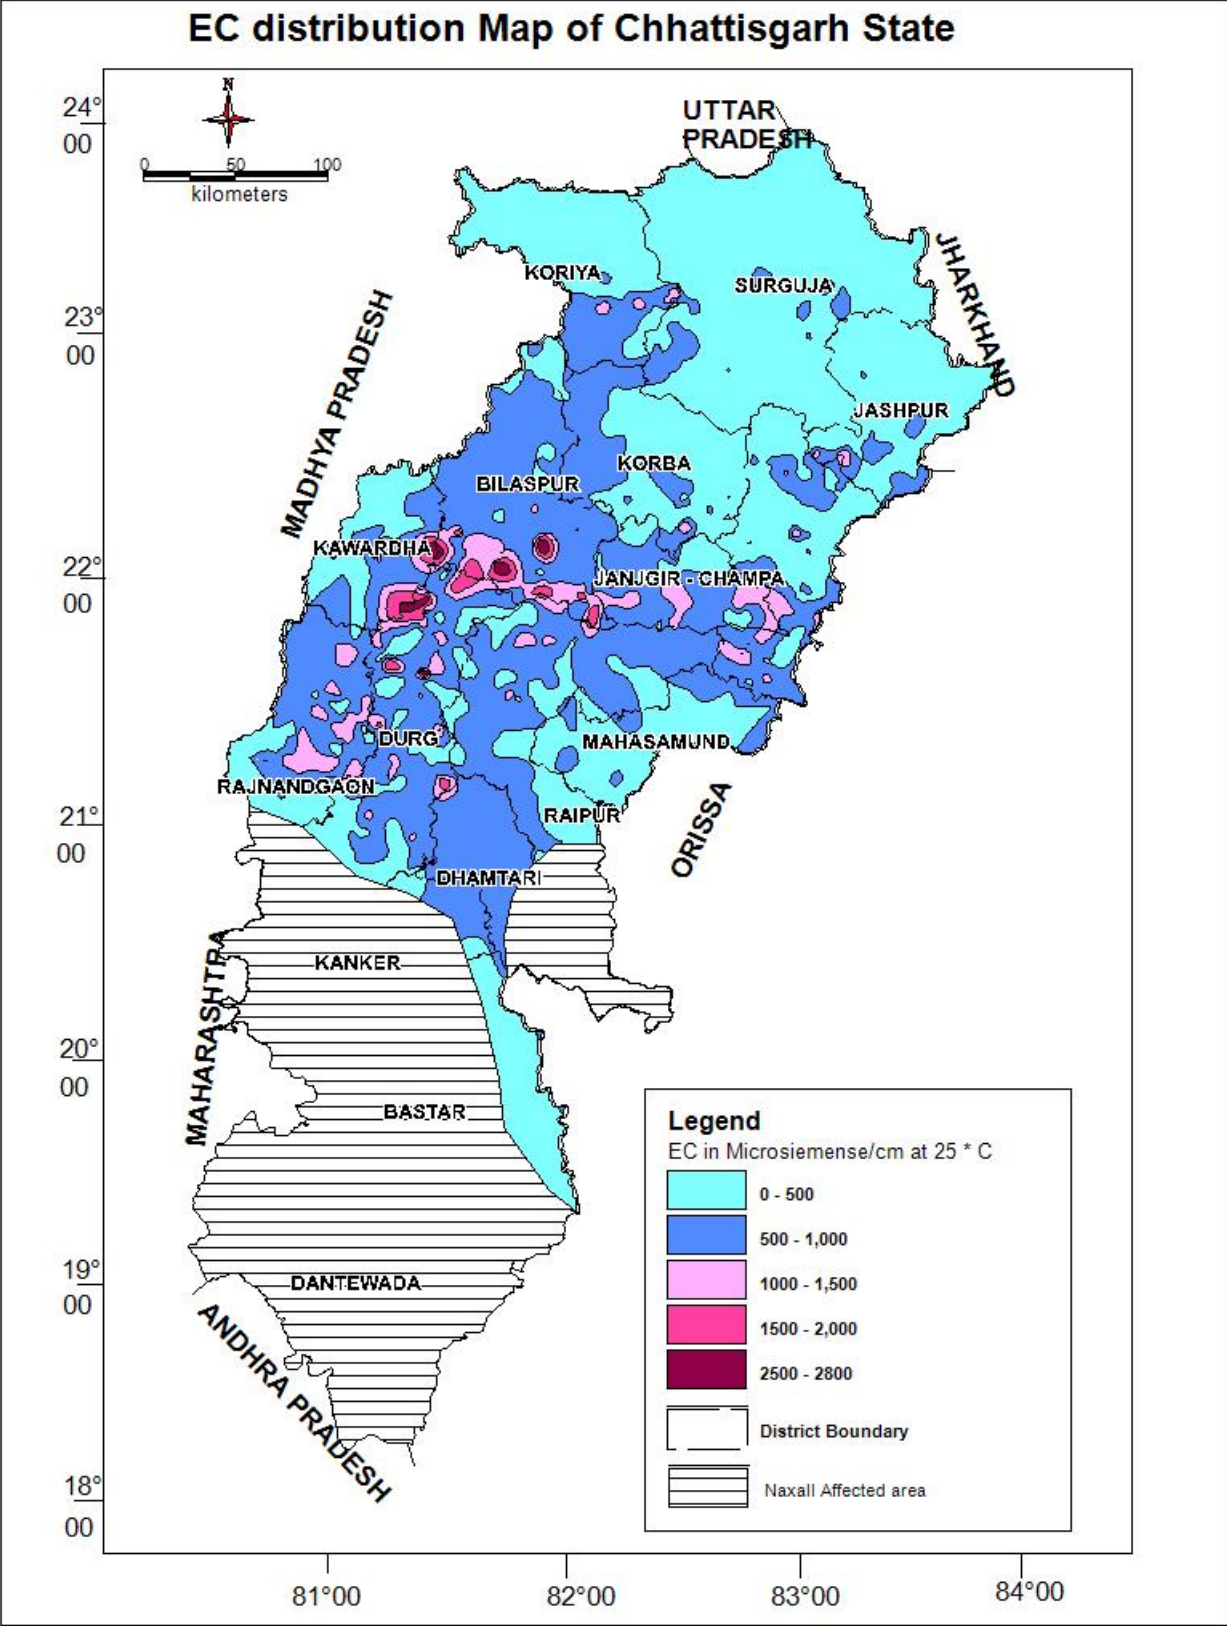 EC distribution Map of Chhattisgarh State
N
0 50 100
kilometers
24°
00
23°
00
22°
00
21°
00
20°
00
19°
00
18°
00
UTTAR
PRADESH
JHARKHAND
MADHYA PRADESH
KORIYA
SURGUJA
JASHPUR
KORBA
BILASPUR
KAWARDHA
JANJGIR - CHAMPA
DURG
MAHASAMUND
RAJNANDGAON
RAIPUR
ORISSA
DHAMTARI
KANKER
MAHARASHTRA
BASTAR
DANTEWADA
ANDHRA PRADESH
Legend
EC in Microsiemense/cm at 25 * C
0 - 500
500 - 1,000
1000 - 1,500
1500 - 2,000
2500 - 2800
District Boundary
Naxall Affected area
81°00 82°00 83°00 84°00